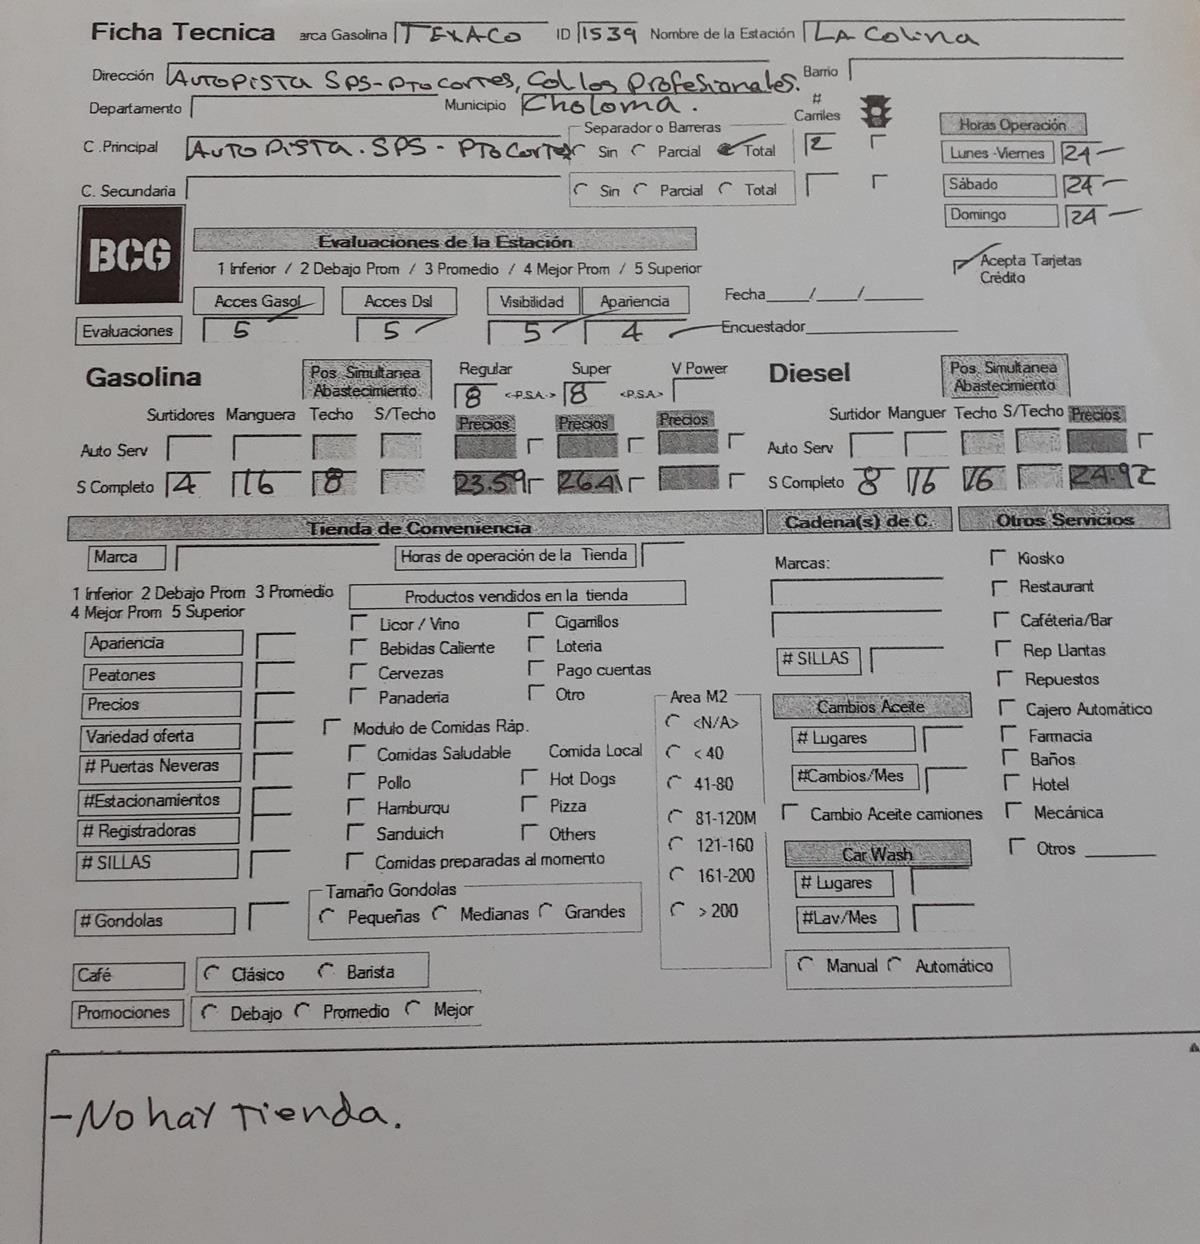 Ficha Tecnica arca Gasolina TEXACO ID 1539 Nombre de la Estación LA Colina
Dirección AUTOPISTA SPS-PTO CORTES, Col los Profesionales. Barrio
Departamento Municipio Choloma. # Carriles
Separador o Barreras
C .Principal AUTO PISTA. SPS - PTO CORTES Sin Parcial Total 2
C. Secundaria Sin Parcial Total
Horas Operación
Lunes -Viernes 24
Sábado 24
Domingo 24
BCG
Evaluaciones de la Estación
1 Inferior / 2 Debajo Prom / 3 Promedio / 4 Mejor Prom / 5 Superior
Acepta Tarjetas
Crédito
Acces Gasol Acces Dsl Visibilidad Apariencia Fecha___/___/___
Evaluaciones 5 5 5 4 Encuestador
Gasolina Pos. Simultanea Abastecimiento Regular Super V Power
8 <-P.S.A.-> 8 <P.S.A.>
Surtidores Manguera Techo S/Techo Precios Precios Precios
Auto Serv
S Completo 4 16 8 23.59 26.41
Diesel Pos. Simultanea Abastecimiento
Surtidor Manguer Techo S/Techo Precios
Auto Serv
S Completo 8 16 16 24.92
Tienda de Conveniencia
Marca Horas de operación de la Tienda
1 Inferior 2 Debajo Prom 3 Promedio
4 Mejor Prom 5 Superior
Apariencia
Peatones
Precios
Variedad oferta
# Puertas Neveras
#Estacionamientos
# Registradoras
# SILLAS
# Gondolas
Productos vendidos en la tienda
Licor / Vino Cigarrillos
Bebidas Caliente Loteria
Cervezas Pago cuentas
Panaderia Otro
Modulo de Comidas Ráp.
Comidas Saludable Comida Local
Pollo Hot Dogs
Hamburqu Pizza
Sanduich Others
Comidas preparadas al momento
Tamaño Gondolas
Pequeñas Medianas Grandes
Area M2
<N/A>
< 40
41-80
81-120M
121-160
161-200
> 200
Café Clásico Barista
Promociones Debajo Promedio Mejor
Cadena(s) de C.
Marcas:
# SILLAS
Cambios Aceite
# Lugares
#Cambios/Mes
Cambio Aceite camiones
Car Wash
# Lugares
#Lav/Mes
Manual Automático
Otros Servicios
Kiosko
Restaurant
Caféteria/Bar
Rep Llantas
Repuestos
Cajero Automático
Farmacia
Baños
Hotel
Mecánica
Otros
- No hay Tienda.